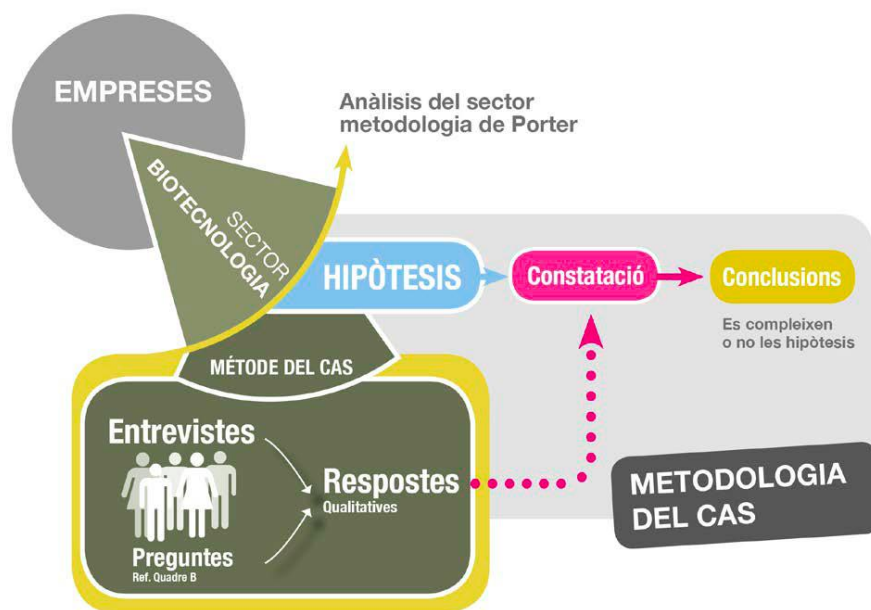 EMPRESES
Anàlisis del sector
metodologia de Porter
SECTOR
BIOTECNOLOGIA
HIPÒTESIS
Constatació
Conclusions
Es compleixen
o no les hipòtesis
MÉTODE DEL CAS
Entrevistes
Respostes
Qualitatives
Preguntes
Ref. Quadre B
METODOLOGIA
DEL CAS